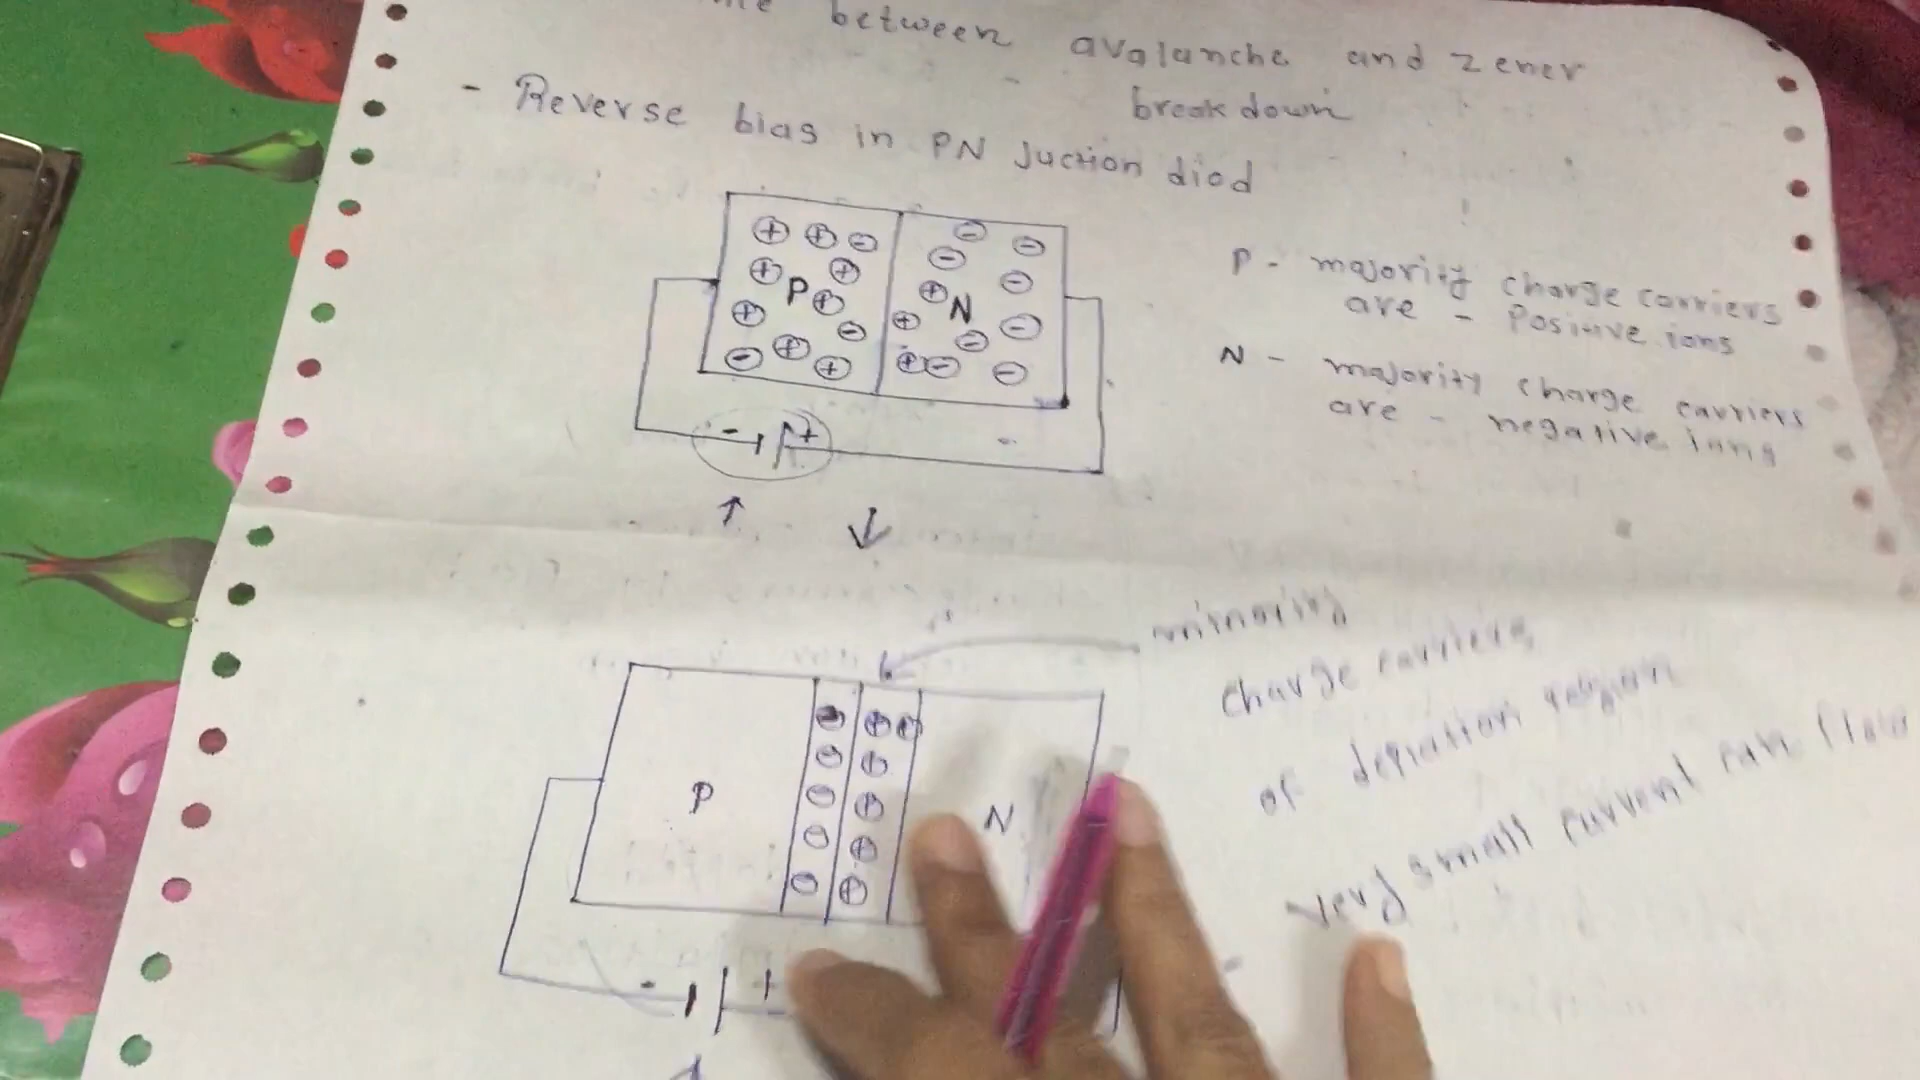 between avalanche and zener
breakdown
- Reverse bias in PN Juction diod
P - majority charge carriers
are - Positive ions
P N
N - majority charge carriers
are - negative ions
- +
minority
charge carriers
of depletion region
very small current can flow
P N
- +